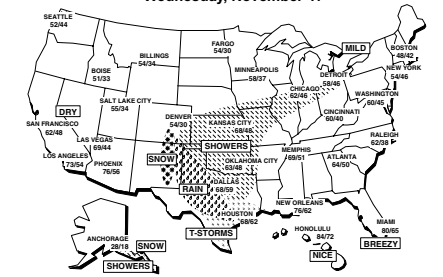 SEATTLE
52/44
FARGO
54/30
BILLINGS
54/34
BOISE
51/33
MINNEAPOLIS
58/37
MILD
BOSTON
48/42
NEW YORK
54/46
DETROIT
58/46
CHICAGO
62/46
WASHINGTON
60/45
DRY
SALT LAKE CITY
55/34
SAN FRANCISCO
62/48
DENVER
54/30
KANSAS CITY
68/48
CINCINNATI
60/40
RALEIGH
62/38
LAS VEGAS
69/44
SHOWERS
MEMPHIS
69/51
ATLANTA
64/50
LOS ANGELES
73/54
PHOENIX
76/56
SNOW
OKLAHOMA CITY
63/48
DALLAS
68/59
RAIN
NEW ORLEANS
76/62
HOUSTON
68/62
MIAMI
80/65
T-STORMS
HONOLULU
84/72
BREEZY
ANCHORAGE
28/18
SNOW
NICE
SHOWERS